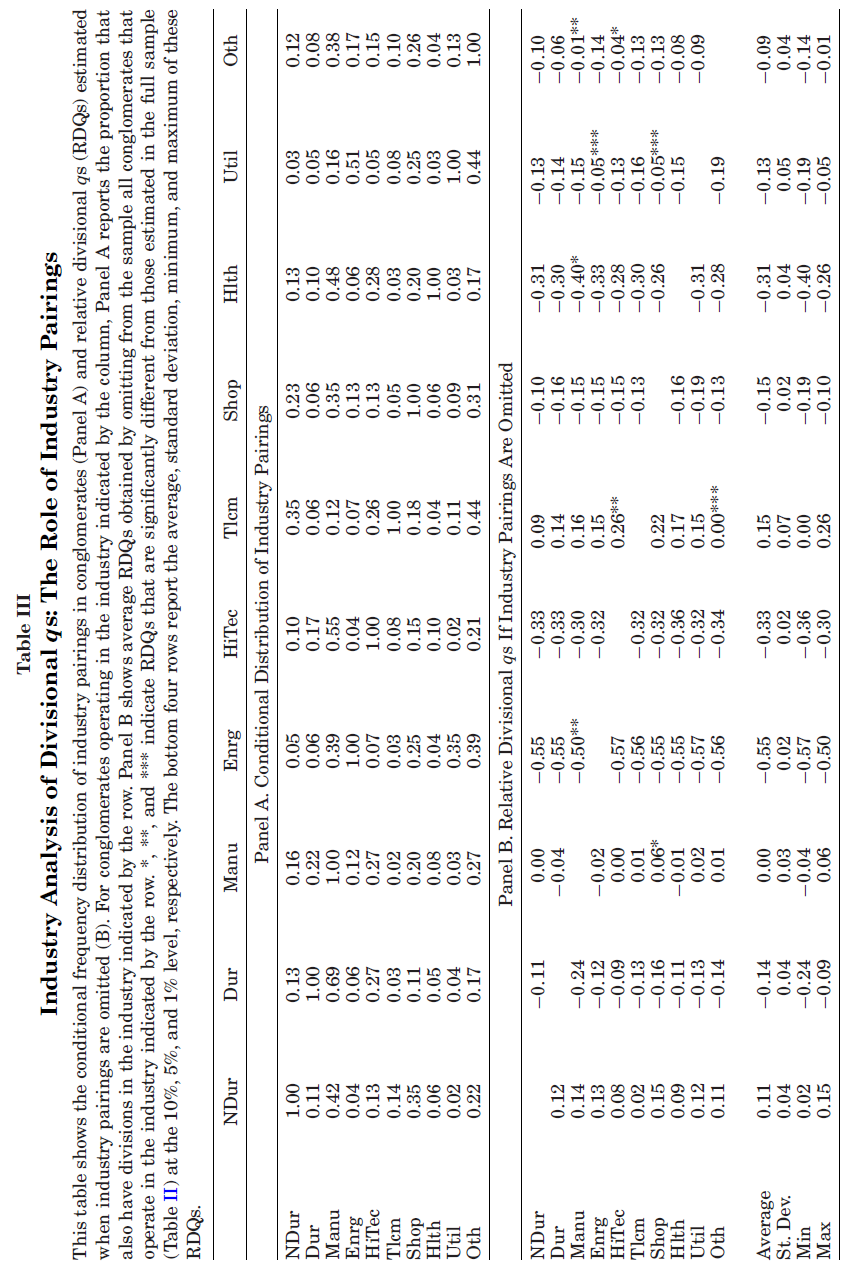 Table III
Industry Analysis of Divisional qs: The Role of Industry Pairings
This table shows the conditional frequency distribution of industry pairings in conglomerates (Panel A) and relative divisional qs (RDQs) estimated
when industry pairings are omitted (B). For conglomerates operating in the industry indicated by the column, Panel A reports the proportion that
also have divisions in the industry indicated by the row. Panel B shows average RDQs obtained by omitting from the sample all conglomerates that
operate in the industry indicated by the row. *, **, and *** indicate RDQs that are significantly different from those estimated in the full sample
(Table II) at the 10%, 5%, and 1% level, respectively. The bottom four rows report the average, standard deviation, minimum, and maximum of these
RDQs.
NDur Dur Manu Enrg HiTec Tlcm Shop Hlth Util Oth
Panel A. Conditional Distribution of Industry Pairings
NDur 1.00 0.13 0.16 0.05 0.10 0.35 0.23 0.13 0.03 0.12
Dur 0.11 1.00 0.22 0.06 0.17 0.06 0.06 0.10 0.05 0.08
Manu 0.42 0.69 1.00 0.39 0.55 0.12 0.35 0.48 0.16 0.38
Enrg 0.04 0.06 0.12 1.00 0.04 0.07 0.13 0.06 0.51 0.17
HiTec 0.13 0.27 0.27 0.07 1.00 0.26 0.13 0.28 0.05 0.15
Tlcm 0.14 0.03 0.02 0.03 0.08 1.00 0.05 0.03 0.08 0.10
Shop 0.35 0.11 0.20 0.25 0.15 0.18 1.00 0.20 0.25 0.26
Hlth 0.06 0.05 0.08 0.04 0.10 0.04 0.06 1.00 0.03 0.04
Util 0.02 0.04 0.03 0.35 0.02 0.11 0.09 0.03 1.00 0.13
Oth 0.22 0.17 0.27 0.39 0.21 0.44 0.31 0.17 0.44 1.00
Panel B. Relative Divisional qs If Industry Pairings Are Omitted
NDur −0.11 0.00 −0.55 −0.33 0.09 −0.10 −0.31 −0.13 −0.10
Dur 0.12 −0.04 −0.55 −0.33 0.14 −0.16 −0.30 −0.14 −0.06
Manu 0.14 −0.24 −0.50** −0.30 0.16 −0.15 −0.40* −0.15 −0.01**
Enrg 0.13 −0.12 −0.02 −0.32 0.15 −0.15 −0.33 −0.05*** −0.14
HiTec 0.08 −0.09 0.00 −0.57 0.26** −0.15 −0.28 −0.13 −0.04*
Tlcm 0.02 −0.13 0.01 −0.56 −0.32 −0.13 −0.30 −0.16 −0.13
Shop 0.15 −0.16 0.06* −0.55 −0.32 0.22 −0.26 −0.05*** −0.13
Hlth 0.09 −0.11 −0.01 −0.55 −0.36 0.17 −0.16 −0.15 −0.08
Util 0.12 −0.13 0.02 −0.57 −0.32 0.15 −0.19 −0.31 −0.09
Oth 0.11 −0.14 0.01 −0.56 −0.34 0.00*** −0.13 −0.28 −0.19
Average 0.11 −0.14 0.00 −0.55 −0.33 0.15 −0.15 −0.31 −0.13 −0.09
St. Dev. 0.04 0.04 0.03 0.02 0.02 0.07 0.02 0.04 0.05 0.04
Min 0.02 −0.24 −0.04 −0.57 −0.36 0.00 −0.19 −0.40 −0.19 −0.14
Max 0.15 −0.09 0.06 −0.50 −0.30 0.26 −0.10 −0.26 −0.05 −0.01